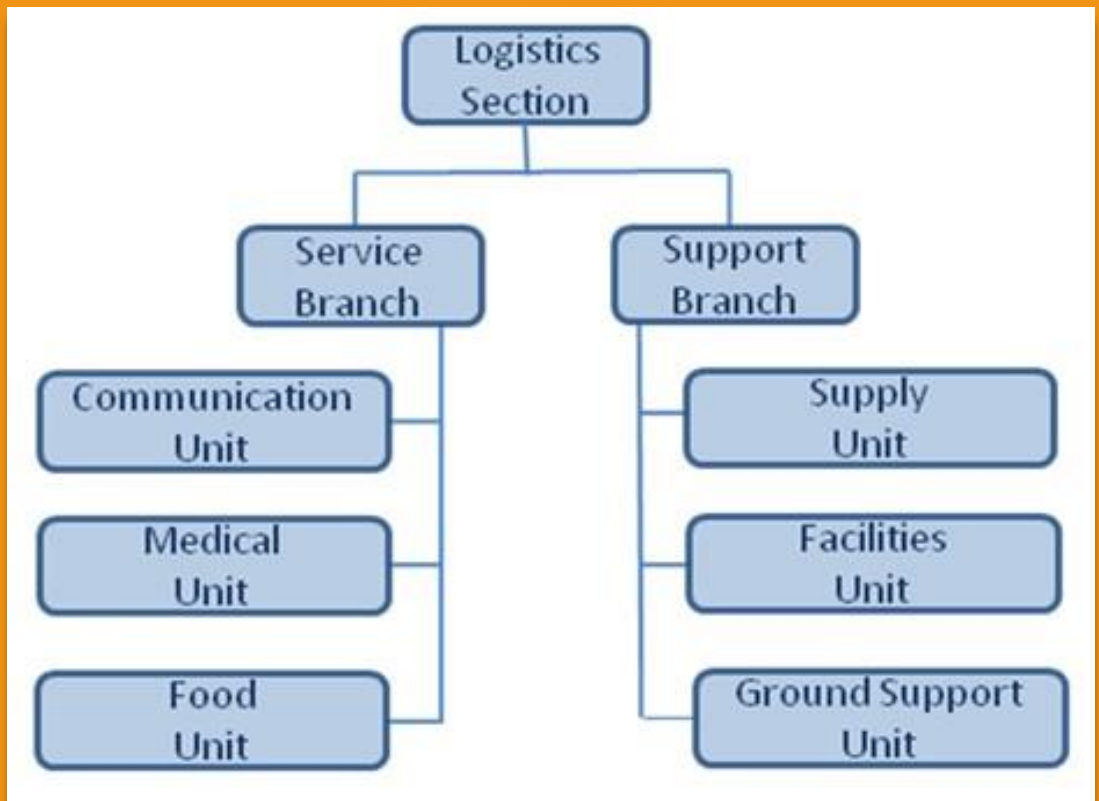 Logistics
Section
Service
Branch
Support
Branch
Communication
Unit
Supply
Unit
Medical
Unit
Facilities
Unit
Food
Unit
Ground Support
Unit